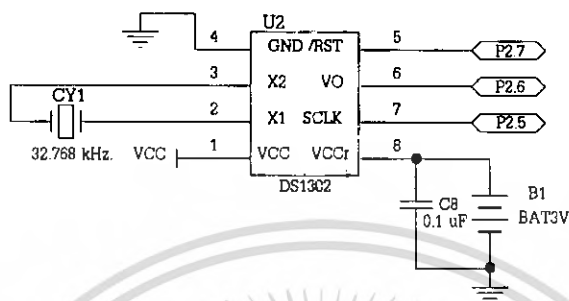 U2
4 GND /RST 5 P2.7
3 X2 VO 6 P2.6
CY1
2 X1 SCLK 7 P2.5
32.768 kHz. VCC 1 VCC VCCr 8
DS1302
C8
0.1 uF
B1
BAT3V